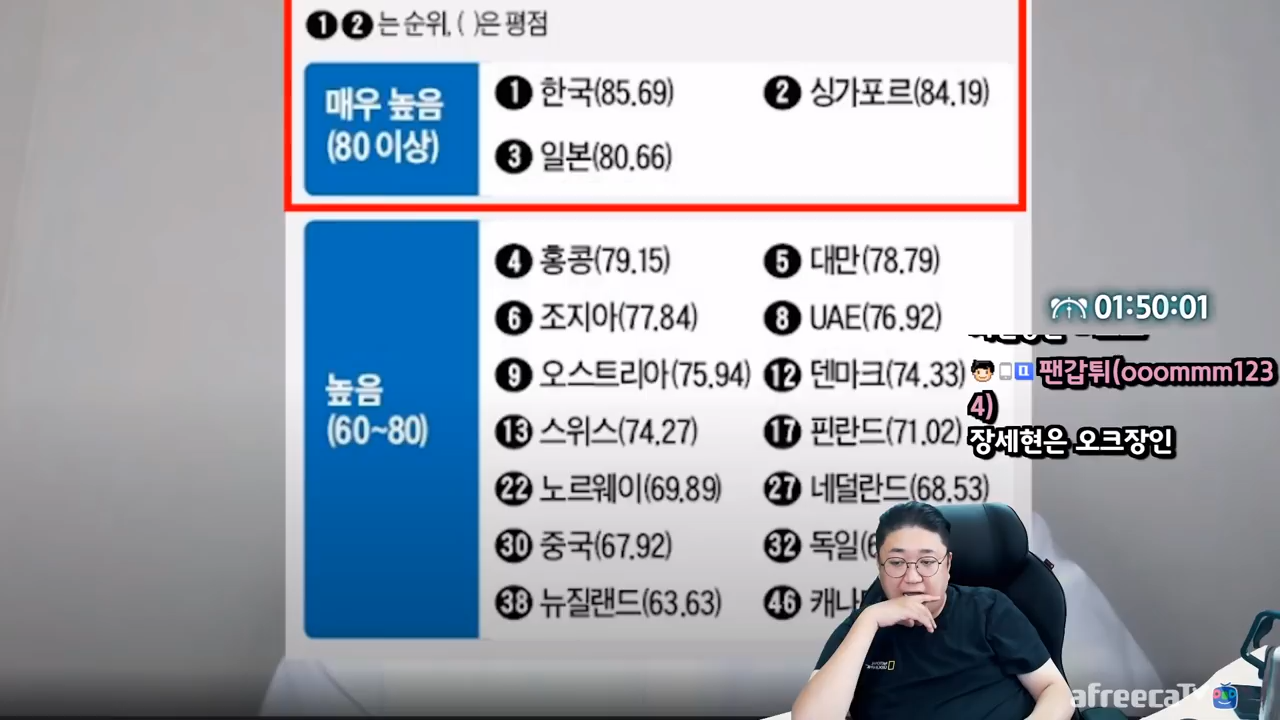 ❶❷는 순위, ( )은 평점
매우 높음
(80 이상)
❶ 한국(85.69) ❷ 싱가포르(84.19)
❸ 일본(80.66)
높음
(60~80)
❹ 홍콩(79.15) ❺ 대만(78.79)
❻ 조지아(77.84) ❽ UAE(76.92)
❾ 오스트리아(75.94) ⓬ 덴마크(74.33)
⓭ 스위스(74.27) ⓱ 핀란드(71.02)
㉒ 노르웨이(69.89) ㉗ 네덜란드(68.53)
㉚ 중국(67.92) ㉜ 독일(6
㊳ 뉴질랜드(63.63) ㊻ 캐나
01:50:01
팬갑튀(ooommm123
4)
장세현은 오크장인
afreecaTV